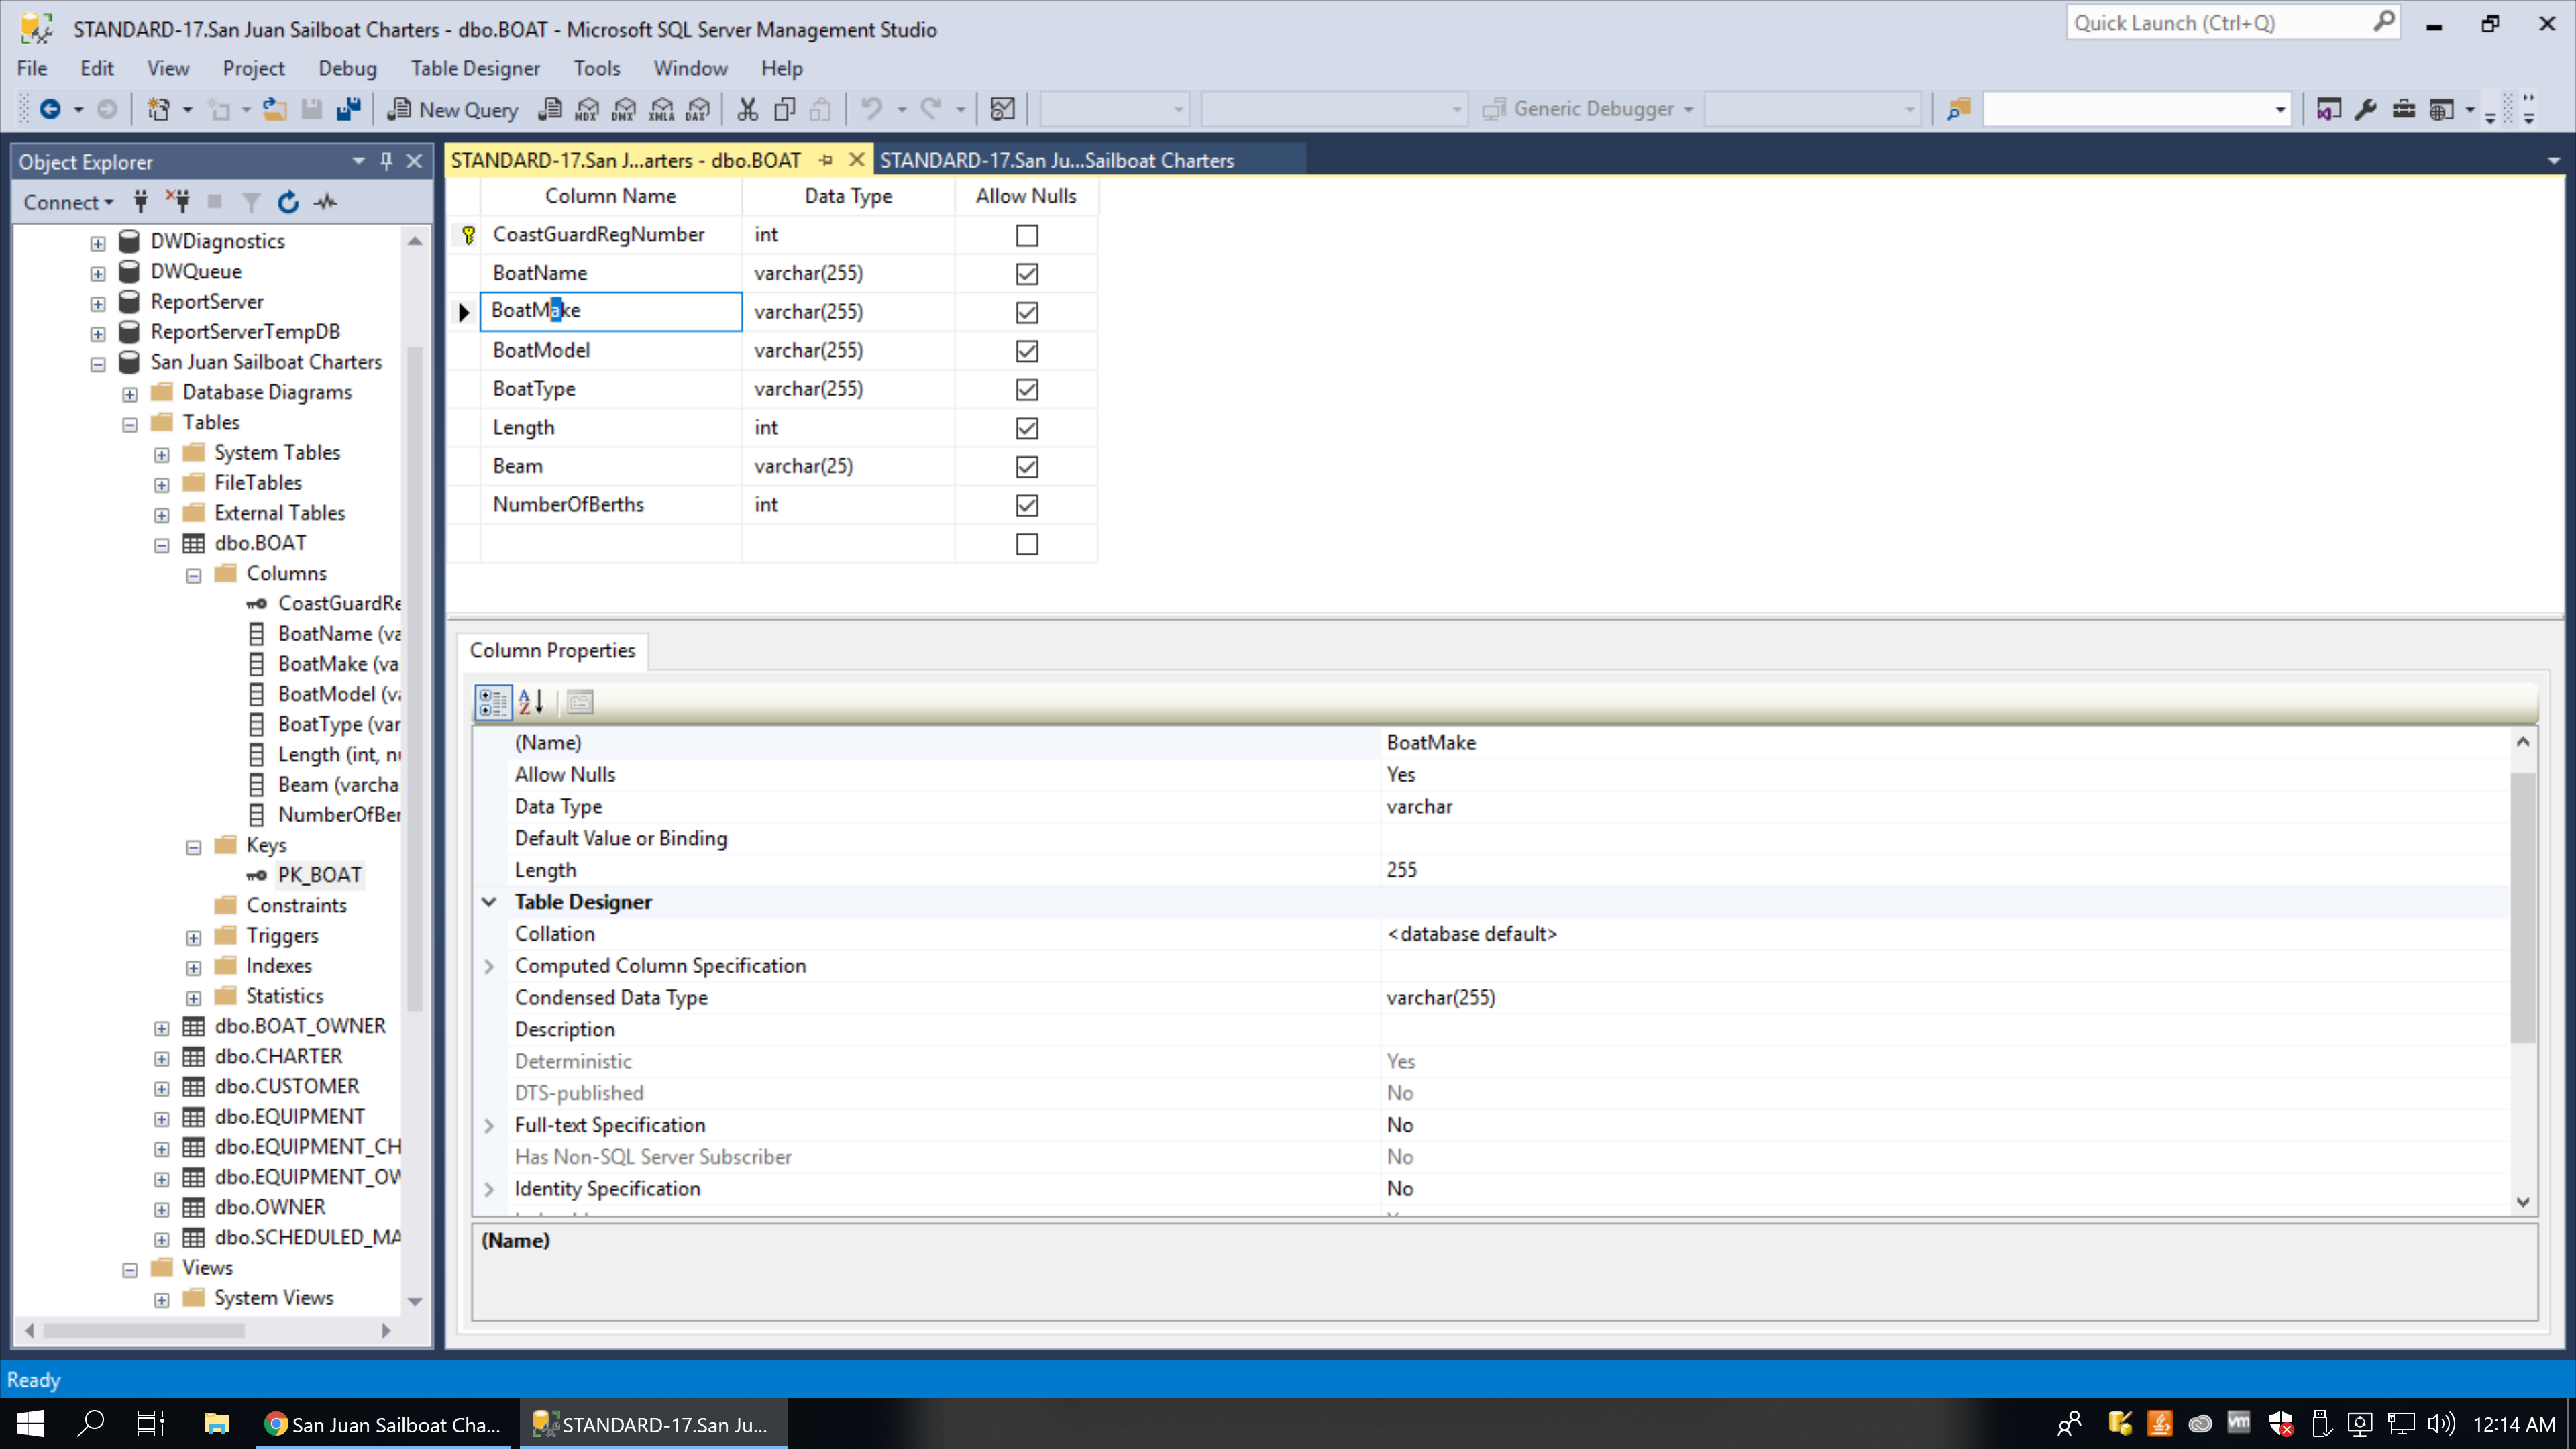 STANDARD-17.San Juan Sailboat Charters - dbo.BOAT - Microsoft SQL Server Management Studio
Quick Launch (Ctrl+Q)
File Edit View Project Debug Table Designer Tools Window Help
New Query MDX DMX XMLA DAX Generic Debugger
Object Explorer
Connect
DWDiagnostics
DWQueue
ReportServer
ReportServerTempDB
San Juan Sailboat Charters
Database Diagrams
Tables
System Tables
FileTables
External Tables
dbo.BOAT
Columns
CoastGuardRe
BoatName (va
BoatMake (va
BoatModel (va
BoatType (var
Length (int, nu
Beam (varcha
NumberOfBer
Keys
PK_BOAT
Constraints
Triggers
Indexes
Statistics
dbo.BOAT_OWNER
dbo.CHARTER
dbo.CUSTOMER
dbo.EQUIPMENT
dbo.EQUIPMENT_CH
dbo.EQUIPMENT_OW
dbo.OWNER
dbo.SCHEDULED_MA
Views
System Views
STANDARD-17.San J...arters - dbo.BOAT STANDARD-17.San Ju...Sailboat Charters
Column Name Data Type Allow Nulls
CoastGuardRegNumber int
BoatName varchar(255)
BoatMake varchar(255)
BoatModel varchar(255)
BoatType varchar(255)
Length int
Beam varchar(25)
NumberOfBerths int
Column Properties
AZ
(Name) BoatMake
Allow Nulls Yes
Data Type varchar
Default Value or Binding
Length 255
Table Designer
Collation <database default>
Computed Column Specification
Condensed Data Type varchar(255)
Description
Deterministic Yes
DTS-published No
Full-text Specification No
Has Non-SQL Server Subscriber No
Identity Specification No
(Name)
Ready
San Juan Sailboat Cha... STANDARD-17.San Ju... vm 12:14 AM